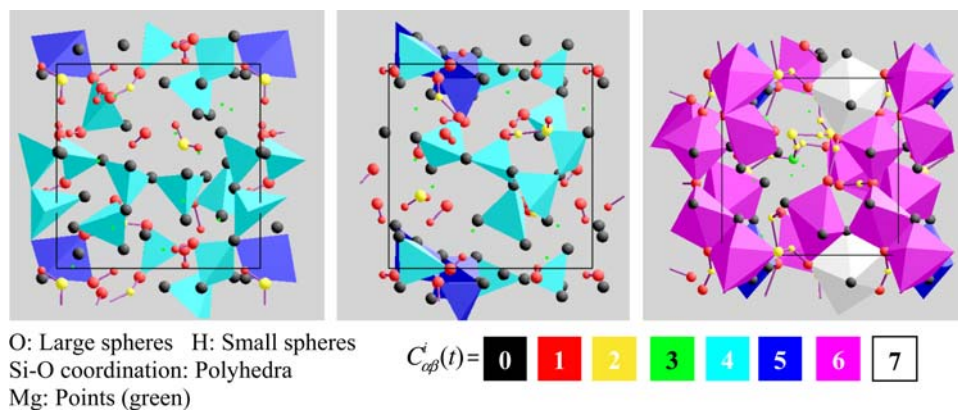 O: Large spheres H: Small spheres
Si-O coordination: Polyhedra
Mg: Points (green)
C^i_αβ(t)= 0 1 2 3 4 5 6 7